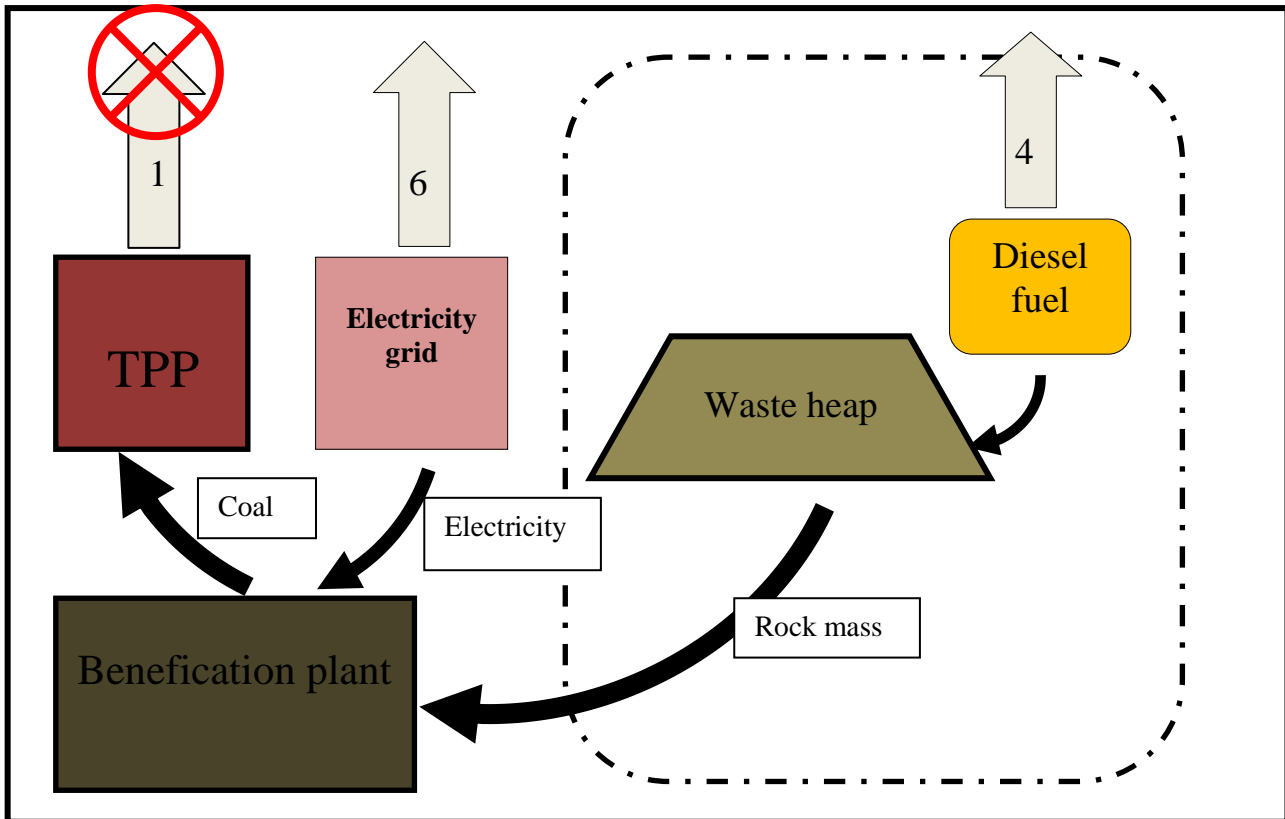 1
6
4
TPP
Electricity
grid
Diesel
fuel
Waste heap
Coal
Electricity
Rock mass
Benefication plant